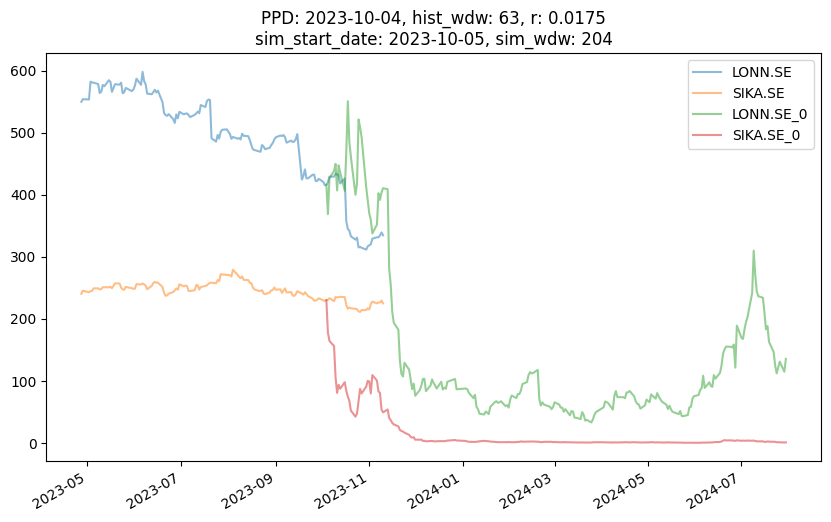 PPD: 2023-10-04, hist_wdw: 63, r: 0.0175
sim_start_date: 2023-10-05, sim_wdw: 204
600
500
400
300
200
100
0
LONN.SE
SIKA.SE
LONN.SE_0
SIKA.SE_0
2023-05
2023-07
2023-09
2023-11
2024-01
2024-03
2024-05
2024-07